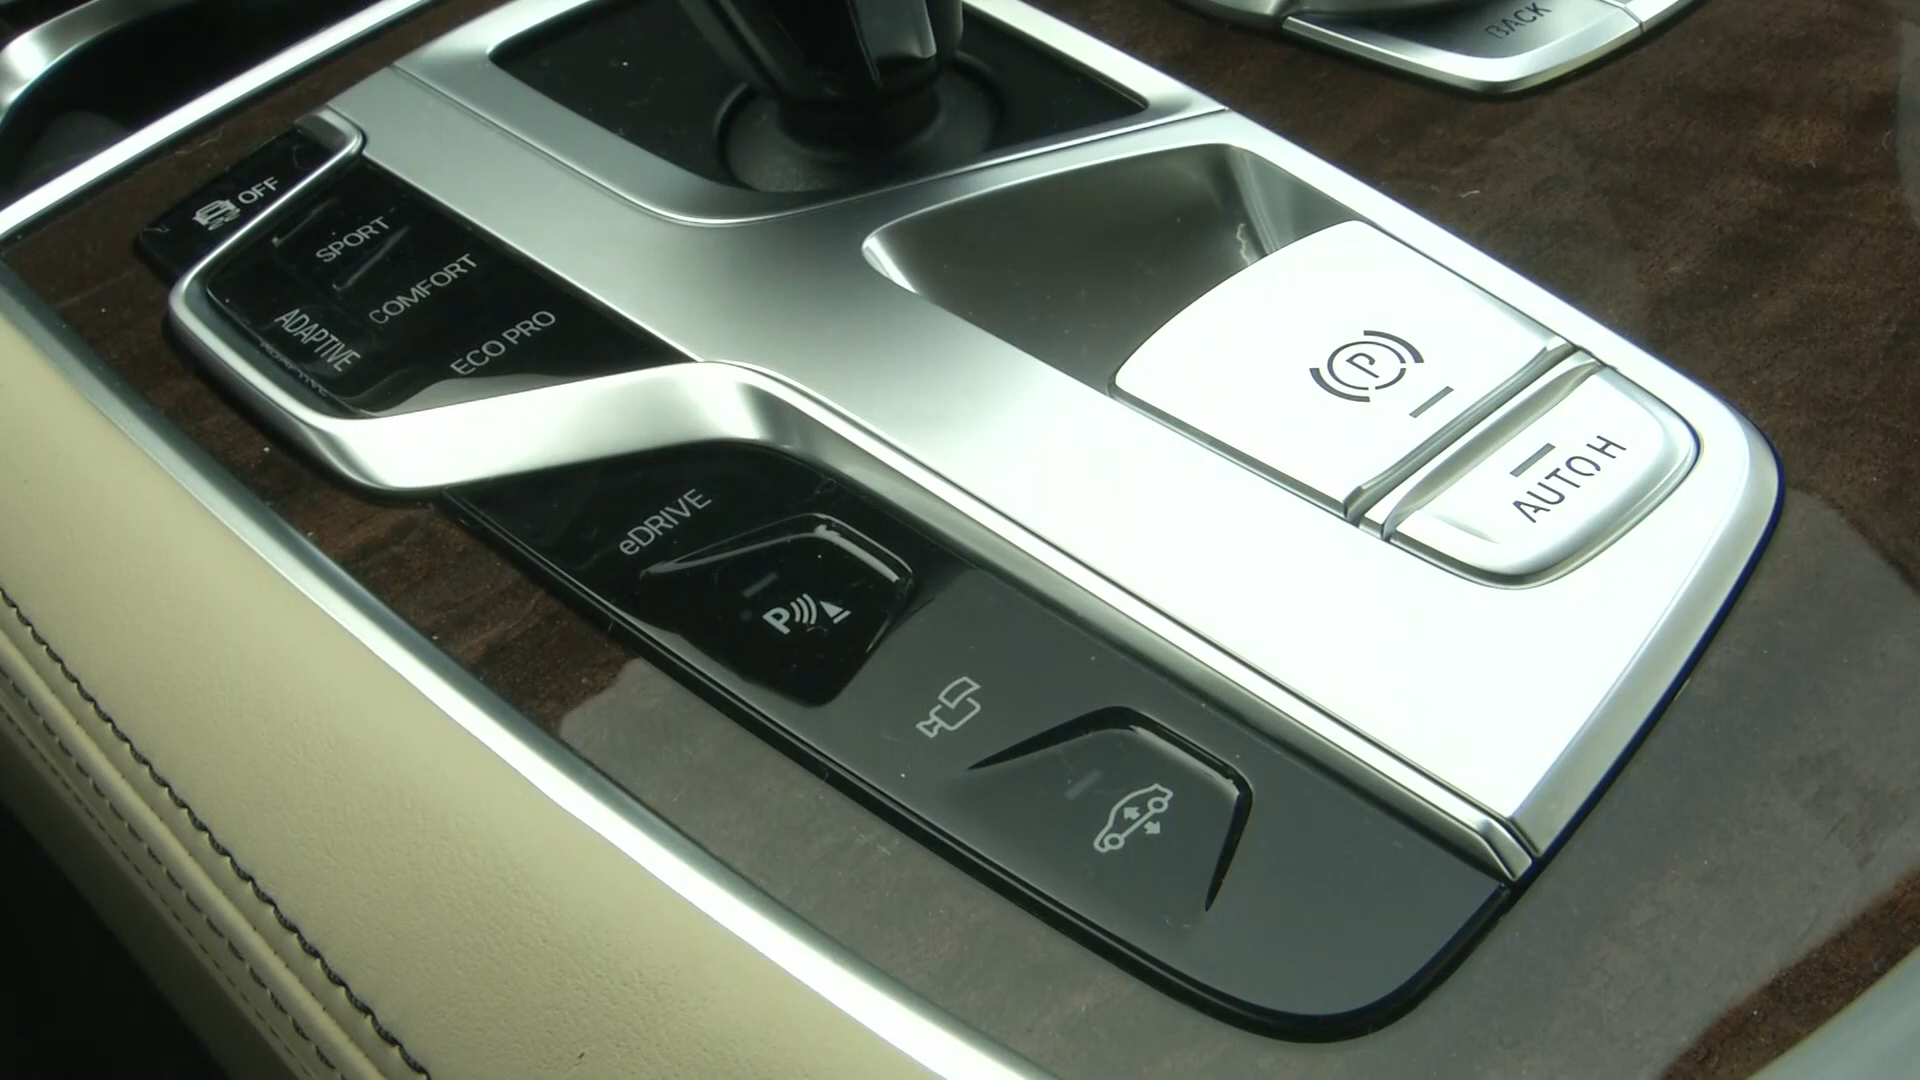 BACK
OFF
SPORT
COMFORT
ADAPTIVE
ECO PRO
P
AUTO H
eDRIVE
P